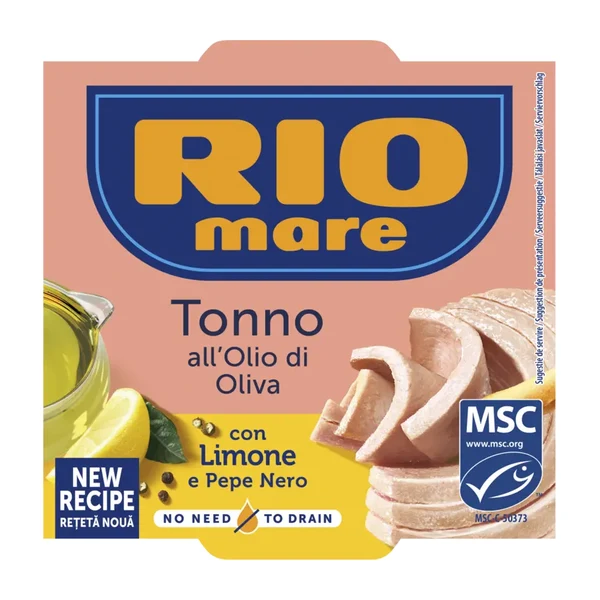 RIO
mare
Tonno
all'Olio di
Oliva
con
Limone
e Pepe Nero
NEW
RECIPE
REȚETĂ NOUĂ
NO NEED TO DRAIN
MSC
www.msc.org
™
MSC-C-50373
Sugestie de servire / Suggestion de présentation / Serveersuggestie / Tálalási javaslat / Serviervorschlag